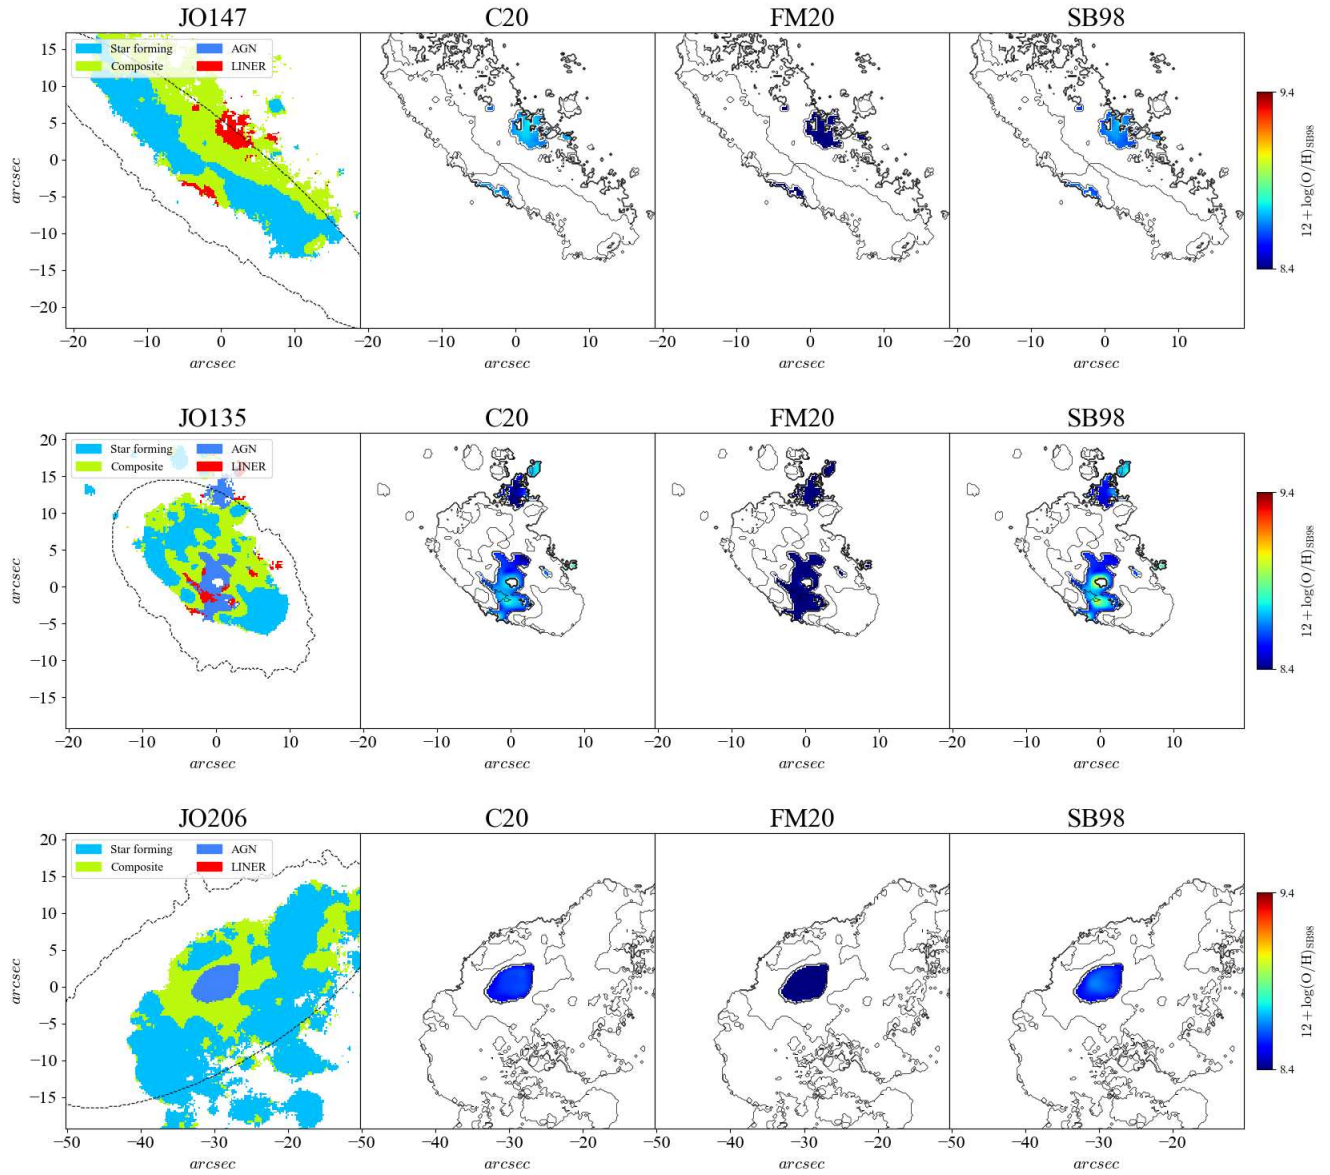 JO147 C20 FM20 SB98
Star forming AGN
Composite LINER
15
10
5
0
−5
−10
−15
−20
arcsec
−20 −10 0 10 −20 −10 0 10 −20 −10 0 10 −20 −10 0 10
arcsec arcsec arcsec arcsec
9.4
12 + log(O/H)SB98
8.4
JO135 C20 FM20 SB98
Star forming AGN
Composite LINER
20
15
10
5
0
−5
−10
−15
arcsec
−20 −10 0 10 −20 −10 0 10 −20 −10 0 10 −20 −10 0 10
arcsec arcsec arcsec arcsec
9.4
12 + log(O/H)SB98
8.4
JO206 C20 FM20 SB98
Star forming AGN
Composite LINER
20
15
10
5
0
−5
−10
−15
arcsec
−50 −40 −30 −20 −50 −40 −30 −20 −50 −40 −30 −20 −50 −40 −30 −20
arcsec arcsec arcsec arcsec
9.4
12 + log(O/H)SB98
8.4